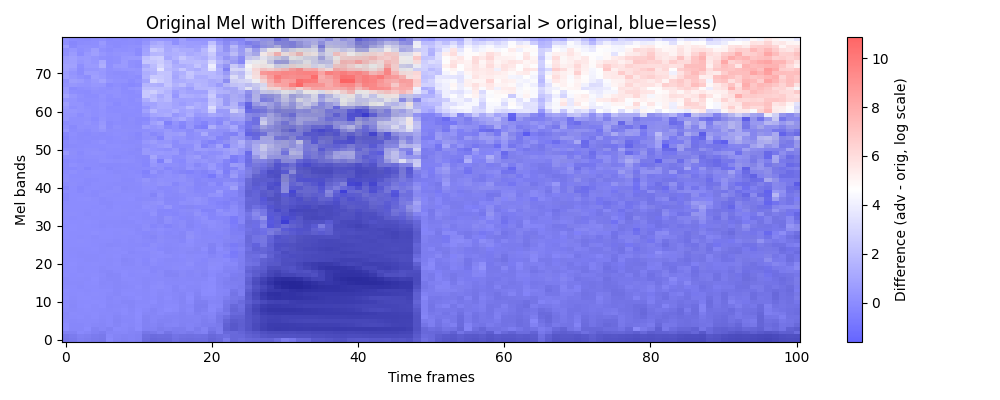 Original Mel with Differences (red=adversarial > original, blue=less)
70
60
50
40
30
20
10
0
Mel bands
0 20 40 60 80 100
Time frames
10
8
6
4
2
0
Difference (adv - orig, log scale)